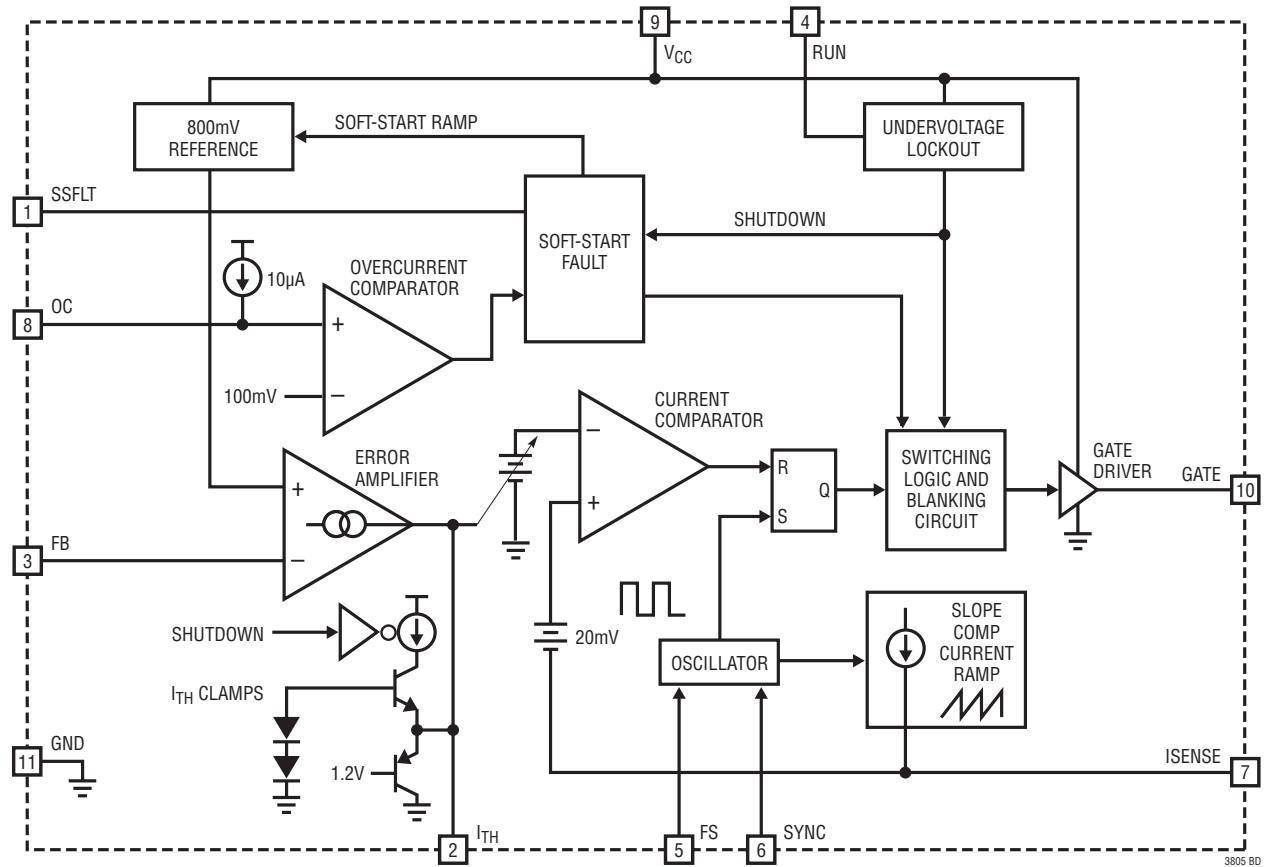 9
4
VCC
RUN
800mV
REFERENCE
SOFT-START RAMP
UNDERVOLTAGE
LOCKOUT
1
SSFLT
SHUTDOWN
SOFT-START
FAULT
10µA
OVERCURRENT
COMPARATOR
8
OC
+
100mV
–
CURRENT
COMPARATOR
–
ERROR
AMPLIFIER
+
R
Q
S
SWITCHING
LOGIC AND
BLANKING
CIRCUIT
GATE
DRIVER
GATE
10
+
3
FB
–
SHUTDOWN
20mV
OSCILLATOR
SLOPE
COMP
CURRENT
RAMP
ITH CLAMPS
11
GND
1.2V
ISENSE
7
2
ITH
5
FS
6
SYNC
3805 BD